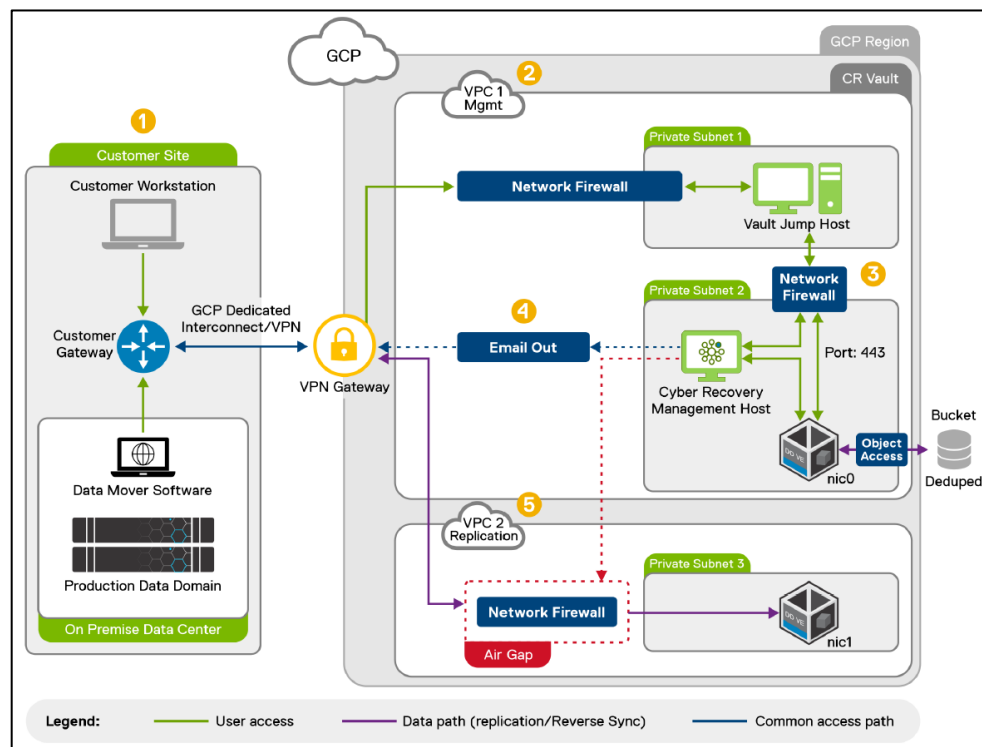 GCP
GCP Region
CR Vault
1
Customer Site
Customer Workstation
Customer
Gateway
GCP Dedicated
Interconnect/VPN
VPN Gateway
Data Mover Software
Production Data Domain
On Premise Data Center
2
VPC 1
Mgmt
Network Firewall
Private Subnet 1
Vault Jump Host
Network
Firewall
3
Private Subnet 2
4
Email Out
Cyber Recovery
Management Host
Port: 443
DD VE
nic0
Object
Access
Bucket
Deduped
5
VPC 2
Replication
Network Firewall
Air Gap
Private Subnet 3
DD VE
nic1
Legend:
User access
Data path (replication/Reverse Sync)
Common access path